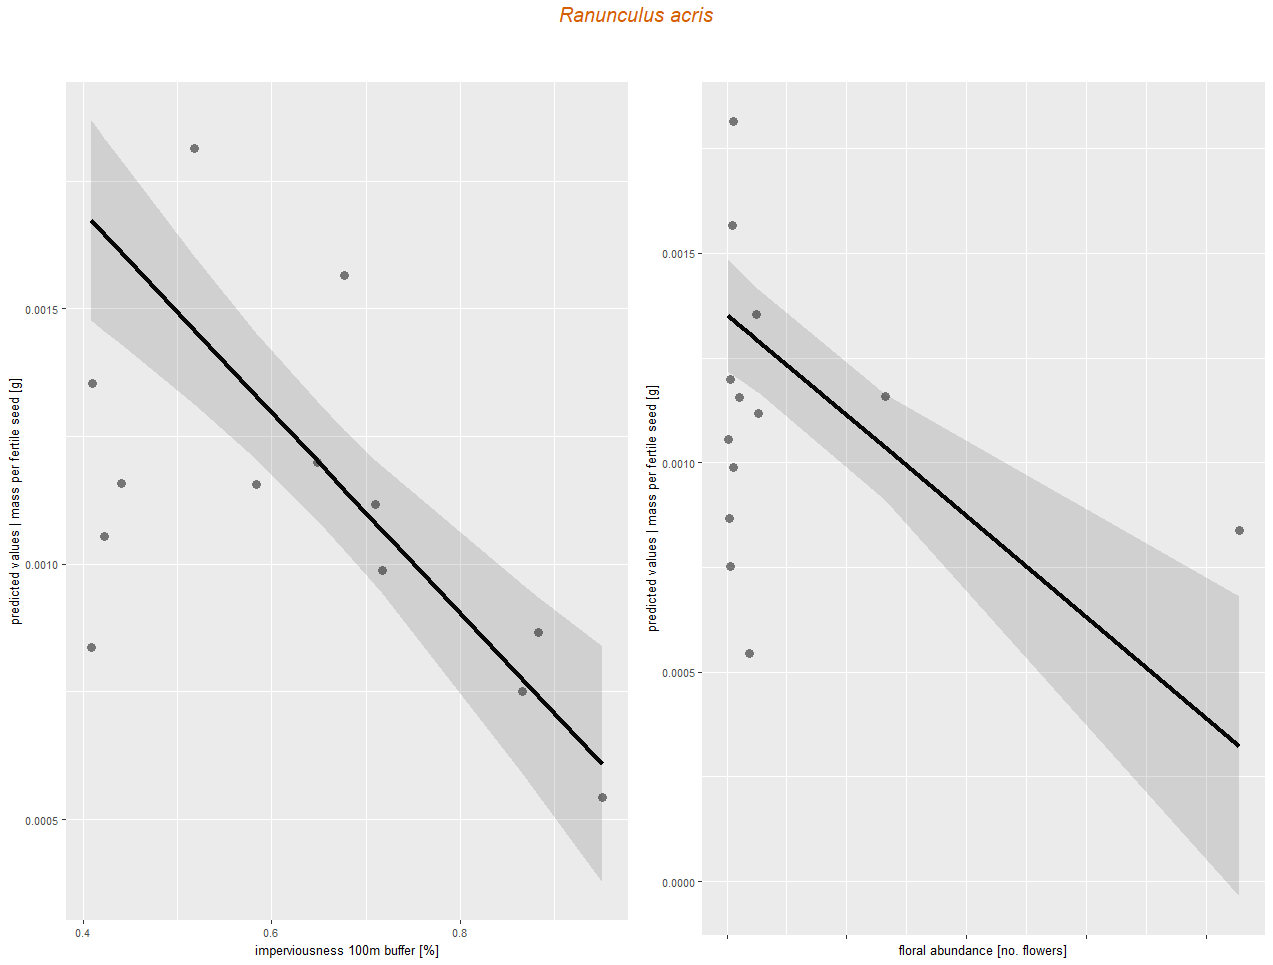 Ranunculus acris
predicted values | mass per fertile seed [g]
0.0015
0.0010
0.0005
0.4
0.6
0.8
imperviousness 100m buffer [%]
predicted values | mass per fertile seed [g]
0.0015
0.0010
0.0005
0.0000
floral abundance [no. flowers]